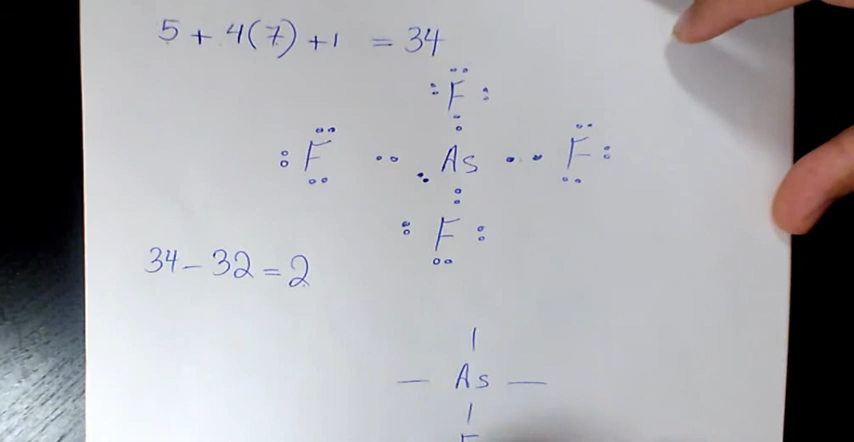 5 + 4(7) + 1 = 34
F
F As F
F
34 - 32 = 2
As
F